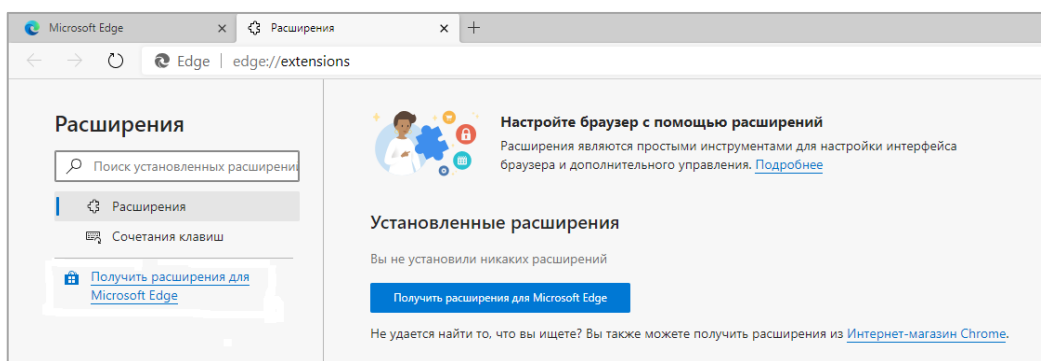 Microsoft Edge
Расширения
Edge | edge://extensions
Расширения
Поиск установленных расширени
Расширения
Сочетания клавиш
Получить расширения для
Microsoft Edge
Настройте браузер с помощью расширений
Расширения являются простыми инструментами для настройки интерфейса
браузера и дополнительного управления. Подробнее
Установленные расширения
Вы не установили никаких расширений
Получить расширения для Microsoft Edge
Не удается найти то, что вы ищете? Вы также можете получить расширения из Интернет-магазин Chrome.